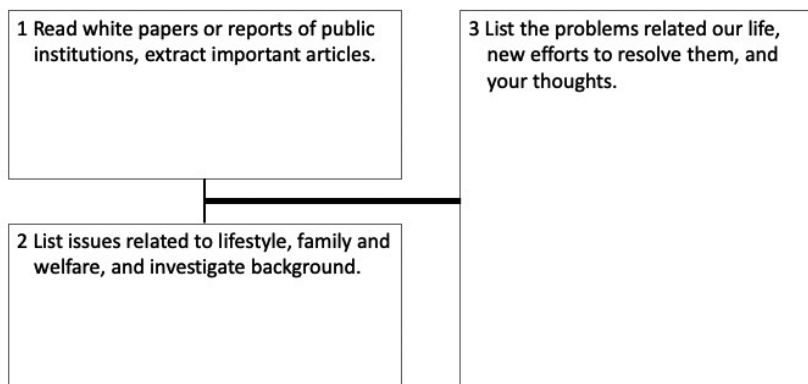 1 Read white papers or reports of public
institutions, extract important articles.
2 List issues related to lifestyle, family and
welfare, and investigate background.
3 List the problems related our life,
new efforts to resolve them, and
your thoughts.